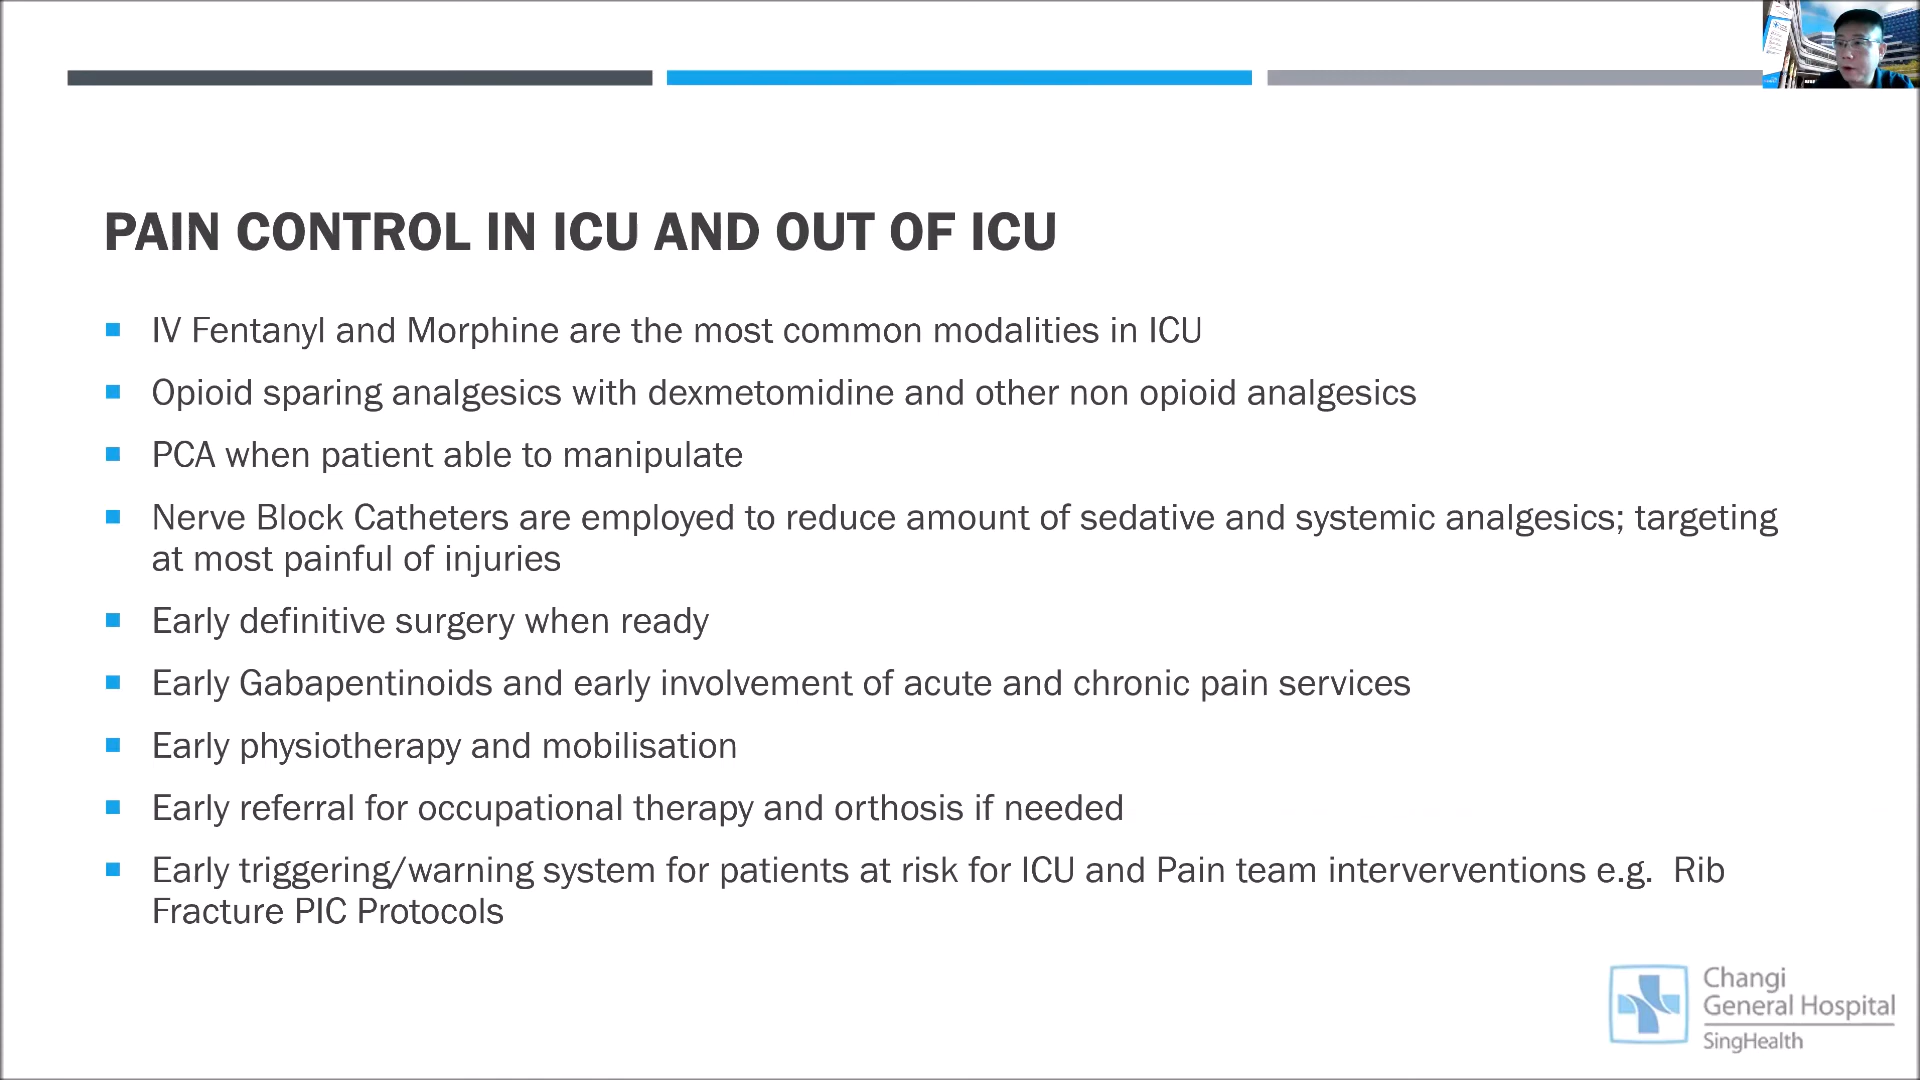 PAIN CONTROL IN ICU AND OUT OF ICU
IV Fentanyl and Morphine are the most common modalities in ICU
Opioid sparing analgesics with dexmetomidine and other non opioid analgesics
PCA when patient able to manipulate
Nerve Block Catheters are employed to reduce amount of sedative and systemic analgesics; targeting
at most painful of injuries
Early definitive surgery when ready
Early Gabapentinoids and early involvement of acute and chronic pain services
Early physiotherapy and mobilisation
Early referral for occupational therapy and orthosis if needed
Early triggering/warning system for patients at risk for ICU and Pain team interverventions e.g.  Rib
Fracture PIC Protocols
Changi
General Hospital
SingHealth